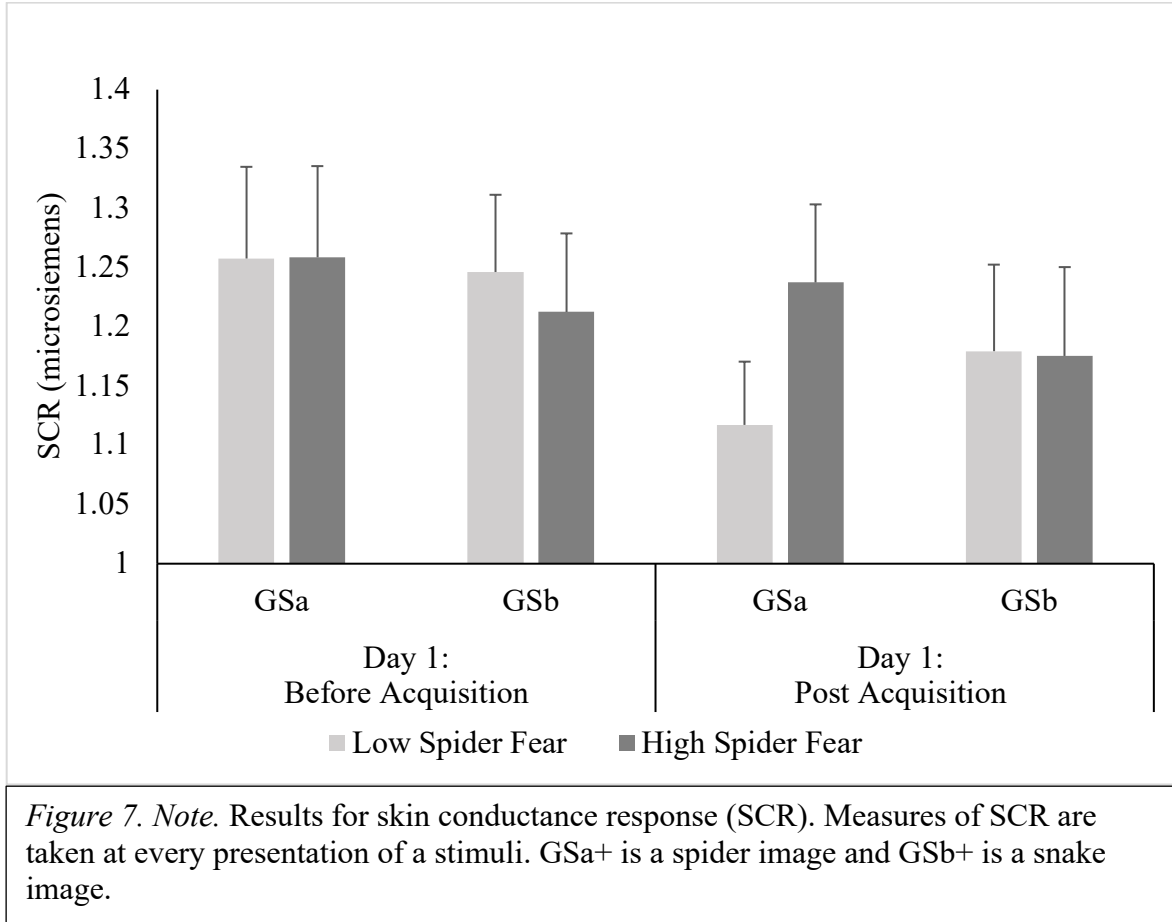 1.4
1.35
1.3
1.25
1.2
1.15
1.1
1.05
1
SCR (microsiemens)
GSa GSb GSa GSb
Day 1: Day 1:
Before Acquisition Post Acquisition
Low Spider Fear High Spider Fear
Figure 7. Note. Results for skin conductance response (SCR). Measures of SCR are
taken at every presentation of a stimuli. GSa+ is a spider image and GSb+ is a snake
image.